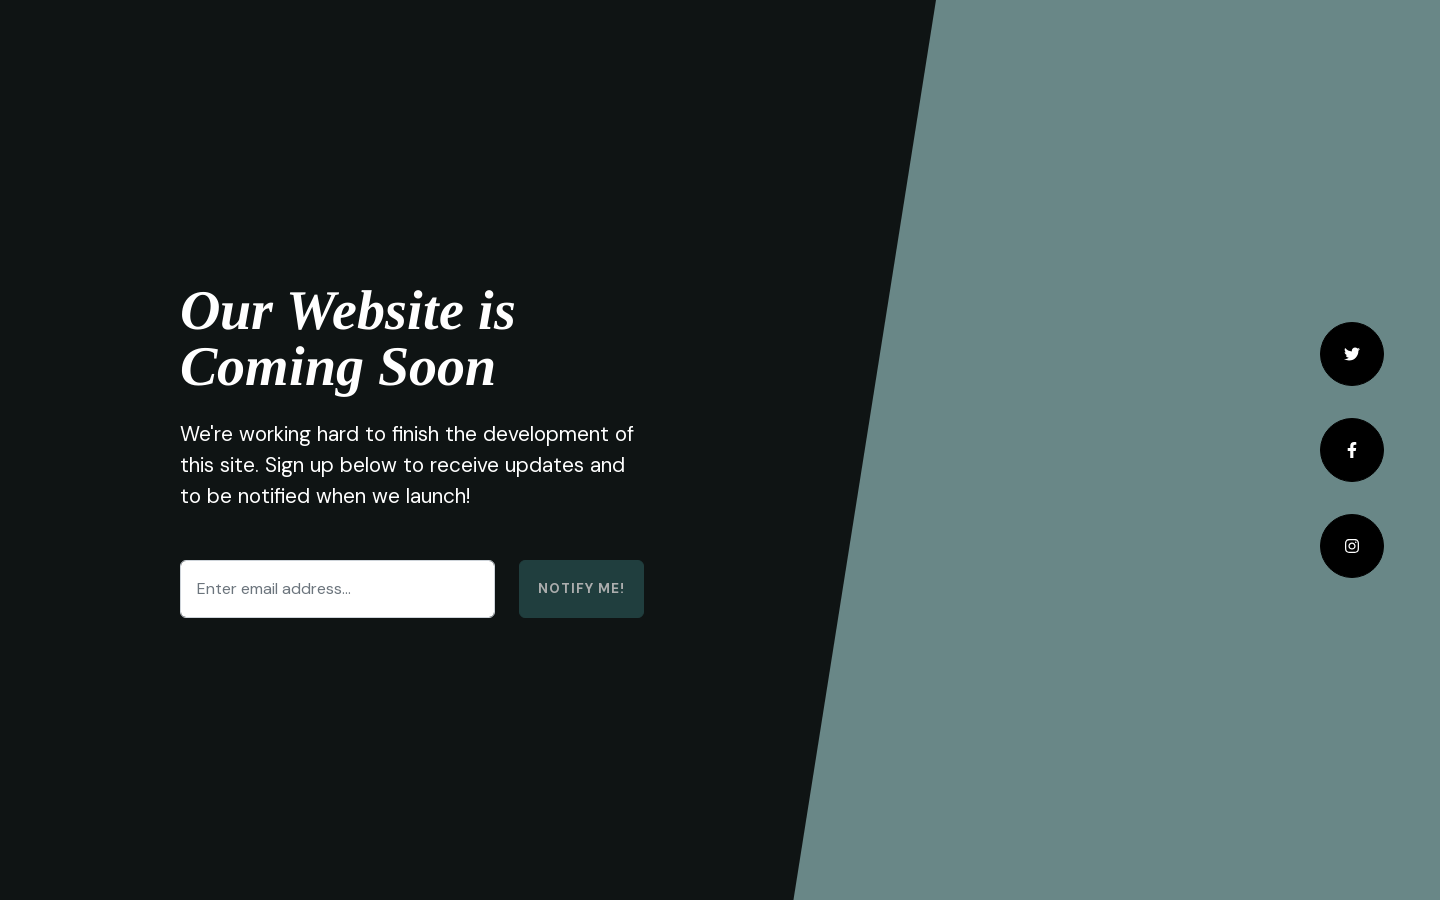 Our Website is
Coming Soon
We're working hard to finish the development of
this site. Sign up below to receive updates and
to be notified when we launch!
Enter email address...
NOTIFY ME!